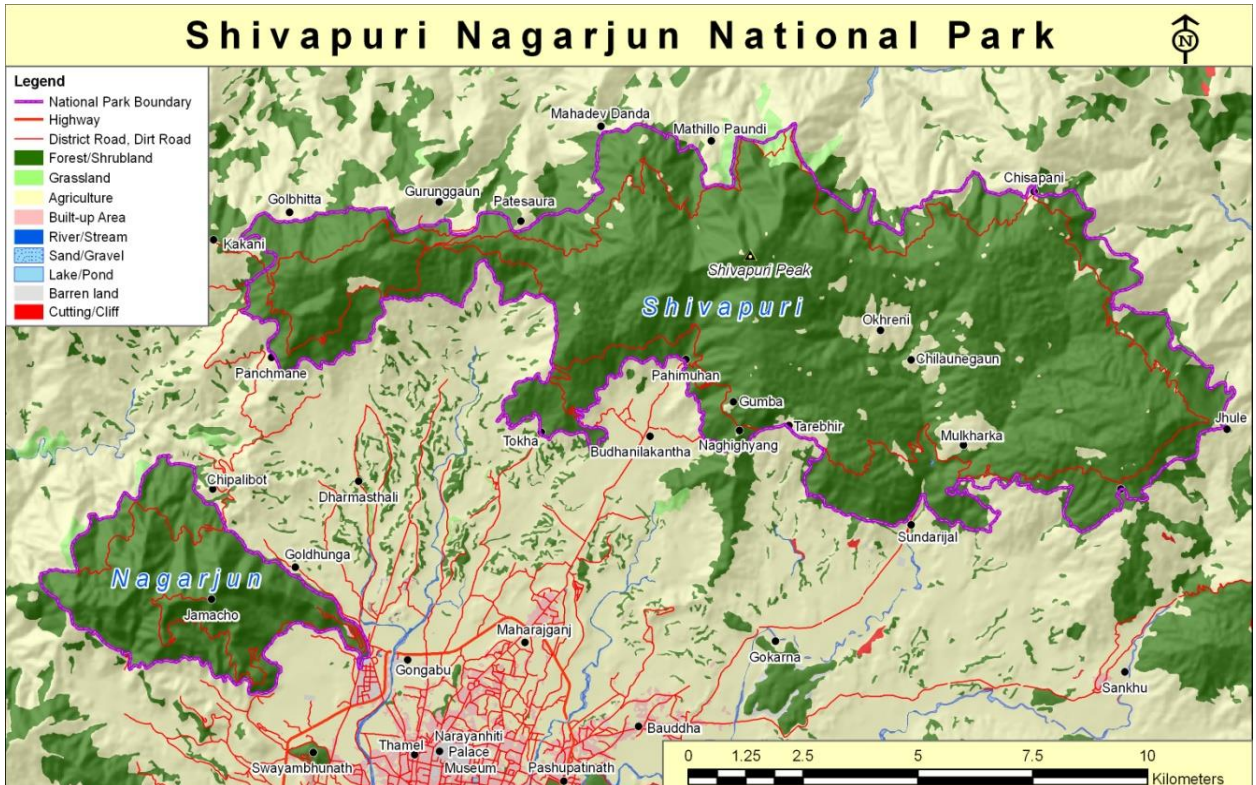 Shivapuri Nagarjun National Park
N
Legend
National Park Boundary
Highway
District Road, Dirt Road
Forest/Shrubland
Grassland
Agriculture
Built-up Area
River/Stream
Sand/Gravel
Lake/Pond
Barren land
Cutting/Cliff
Mahadev Danda
Mathillo Paundi
Chisapani
Gurunggaun
Golbhitta
Patesaura
Kakani
Shivapuri Peak
Shivapuri
Okhreni
Chilaunegaun
Panchmane
Pahimuhan
Gumba
Jhule
Tarebhir
Tokha
Budhanilakantha
Naghighyang
Mulkharka
Chipalibot
Dharmasthali
Sundarijal
Goldhunga
Nagarjun
Jamacho
Maharajganj
Gokarna
Gongabu
Sankhu
Bauddha
Thamel
Narayanhiti
Palace
Museum
Swayambhunath
Pashupatinath
0 1.25 2.5 5 7.5 10
Kilometers